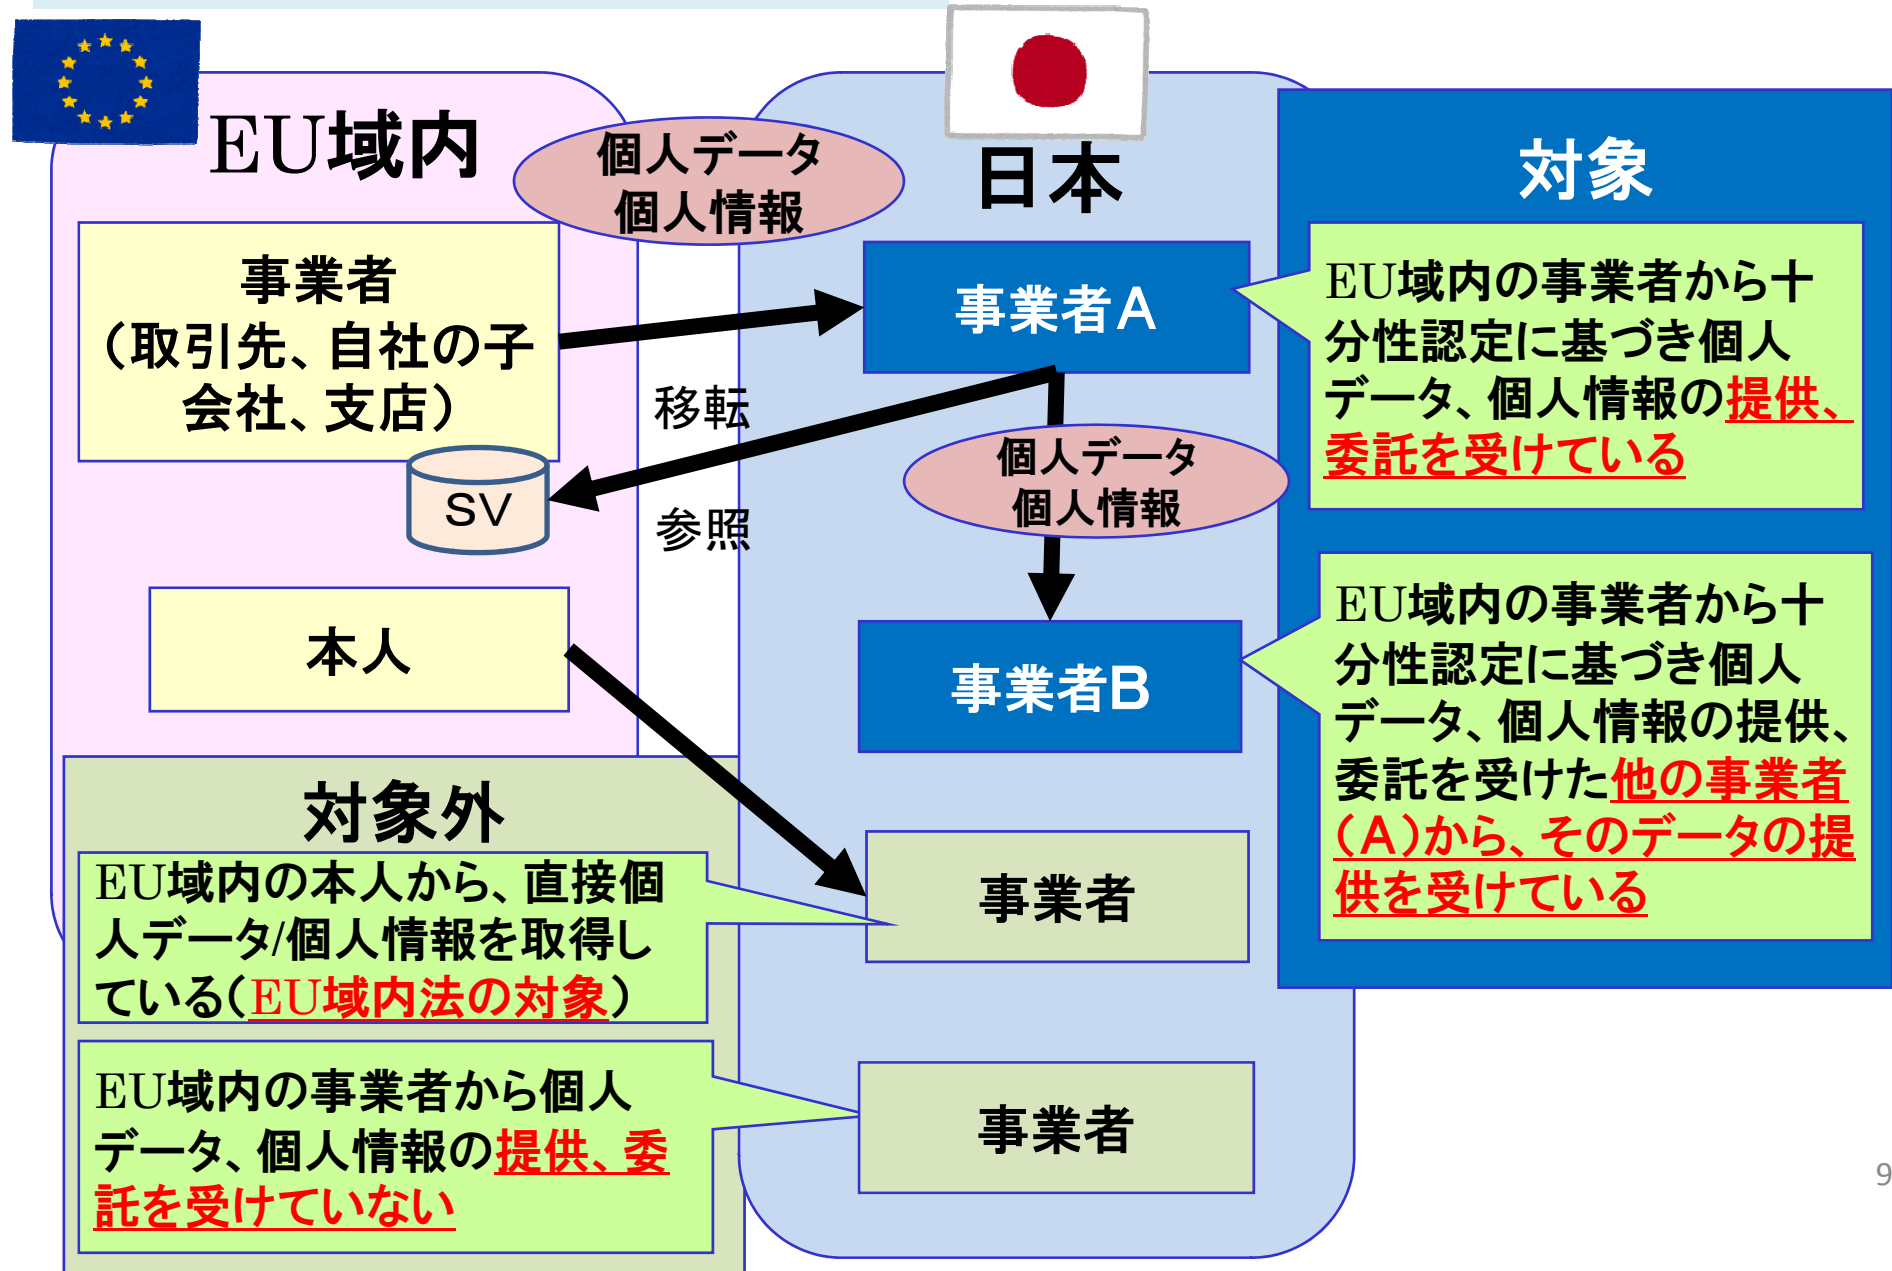 EU域内
個人データ
個人情報
日本
対象
事業者
（取引先、自社の子
会社、支店）
SV
移転
参照
事業者A
個人データ
個人情報
事業者B
EU域内の事業者から十
分性認定に基づき個人
データ、個人情報の提供、
委託を受けている
EU域内の事業者から十
分性認定に基づき個人
データ、個人情報の提供、
委託を受けた他の事業者
（A）から、そのデータの提
供を受けている
本人
対象外
EU域内の本人から、直接個
人データ/個人情報を取得し
ている（EU域内法の対象）
事業者
EU域内の事業者から個人
データ、個人情報の提供、委
託を受けていない
事業者
9